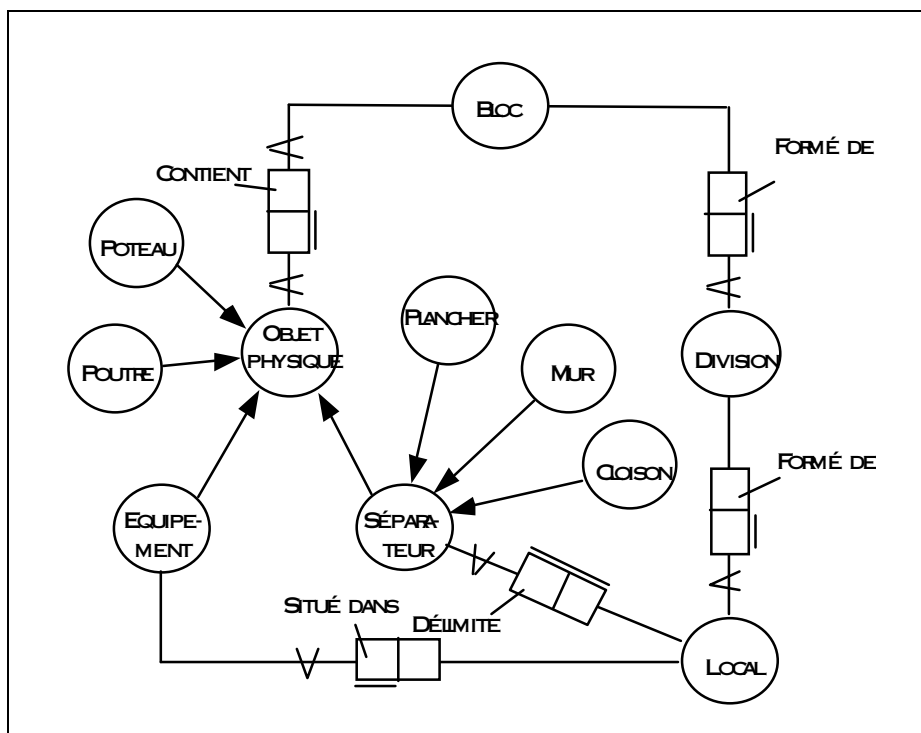 BLOC
FORMÉ DE
CONTIENT
POTEAU
PLANCHER
OBJET
PHYSIQUE
MUR
DIVISION
POUTRE
CLOISON
FORMÉ DE
EQUIPE-
MENT
SÉPARA-
TEUR
SITUÉ DANS
DÉLIMITE
LOCAL